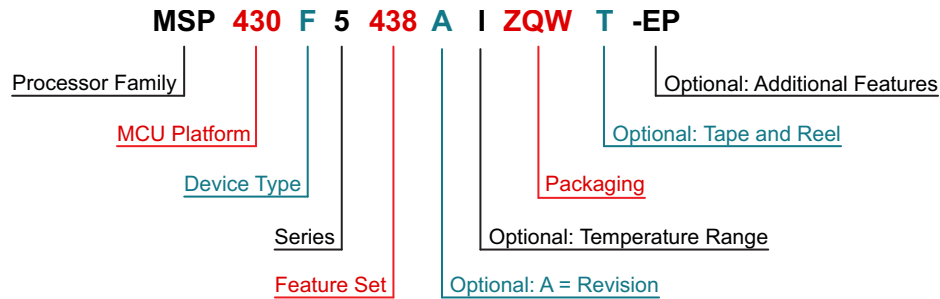 MSP 430 F 5 438 A I ZQW T -EP
Processor Family
Optional: Additional Features
MCU Platform
Optional: Tape and Reel
Device Type
Packaging
Series
Optional: Temperature Range
Feature Set
Optional: A = Revision